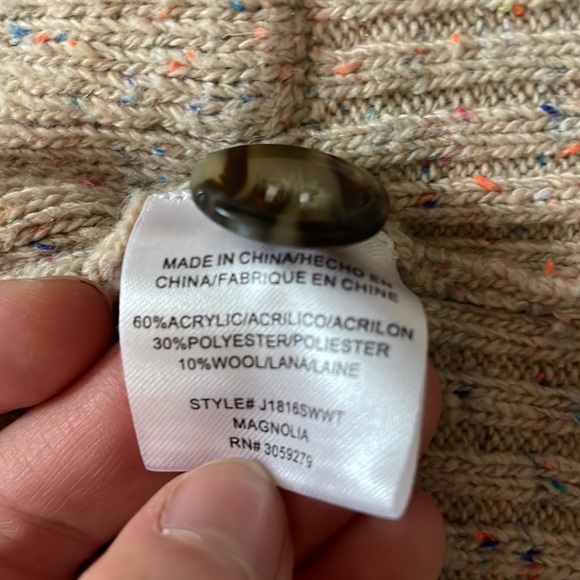 MADE IN CHINA/HECHO EN
CHINA/FABRIQUE EN CHINE
60%ACRYLIC/ACRILICO/ACRILON
30%POLYESTER/POLIESTER
10%WOOL/LANA/LAINE
STYLE# J1816SWWT
MAGNOLIA
RN# 3059279